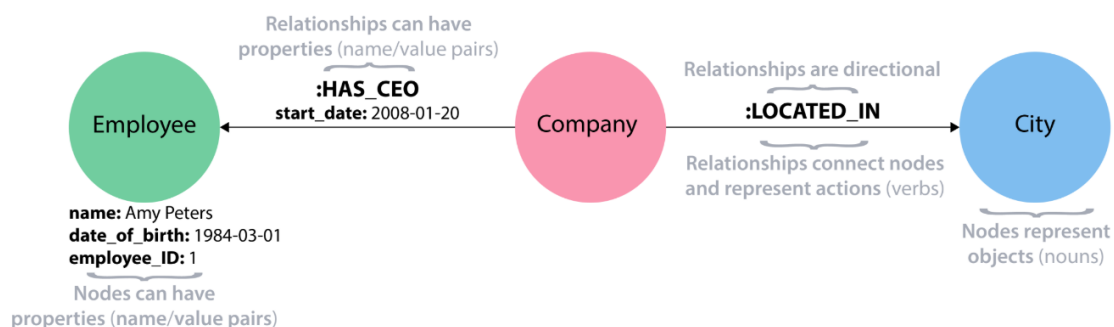 Relationships can have
properties (name/value pairs)
:HAS_CEO
start_date: 2008-01-20
Employee
Company
Relationships are directional
:LOCATED_IN
City
Relationships connect nodes
and represent actions (verbs)
name: Amy Peters
date_of_birth: 1984-03-01
employee_ID: 1
Nodes can have
properties (name/value pairs)
Nodes represent
objects (nouns)